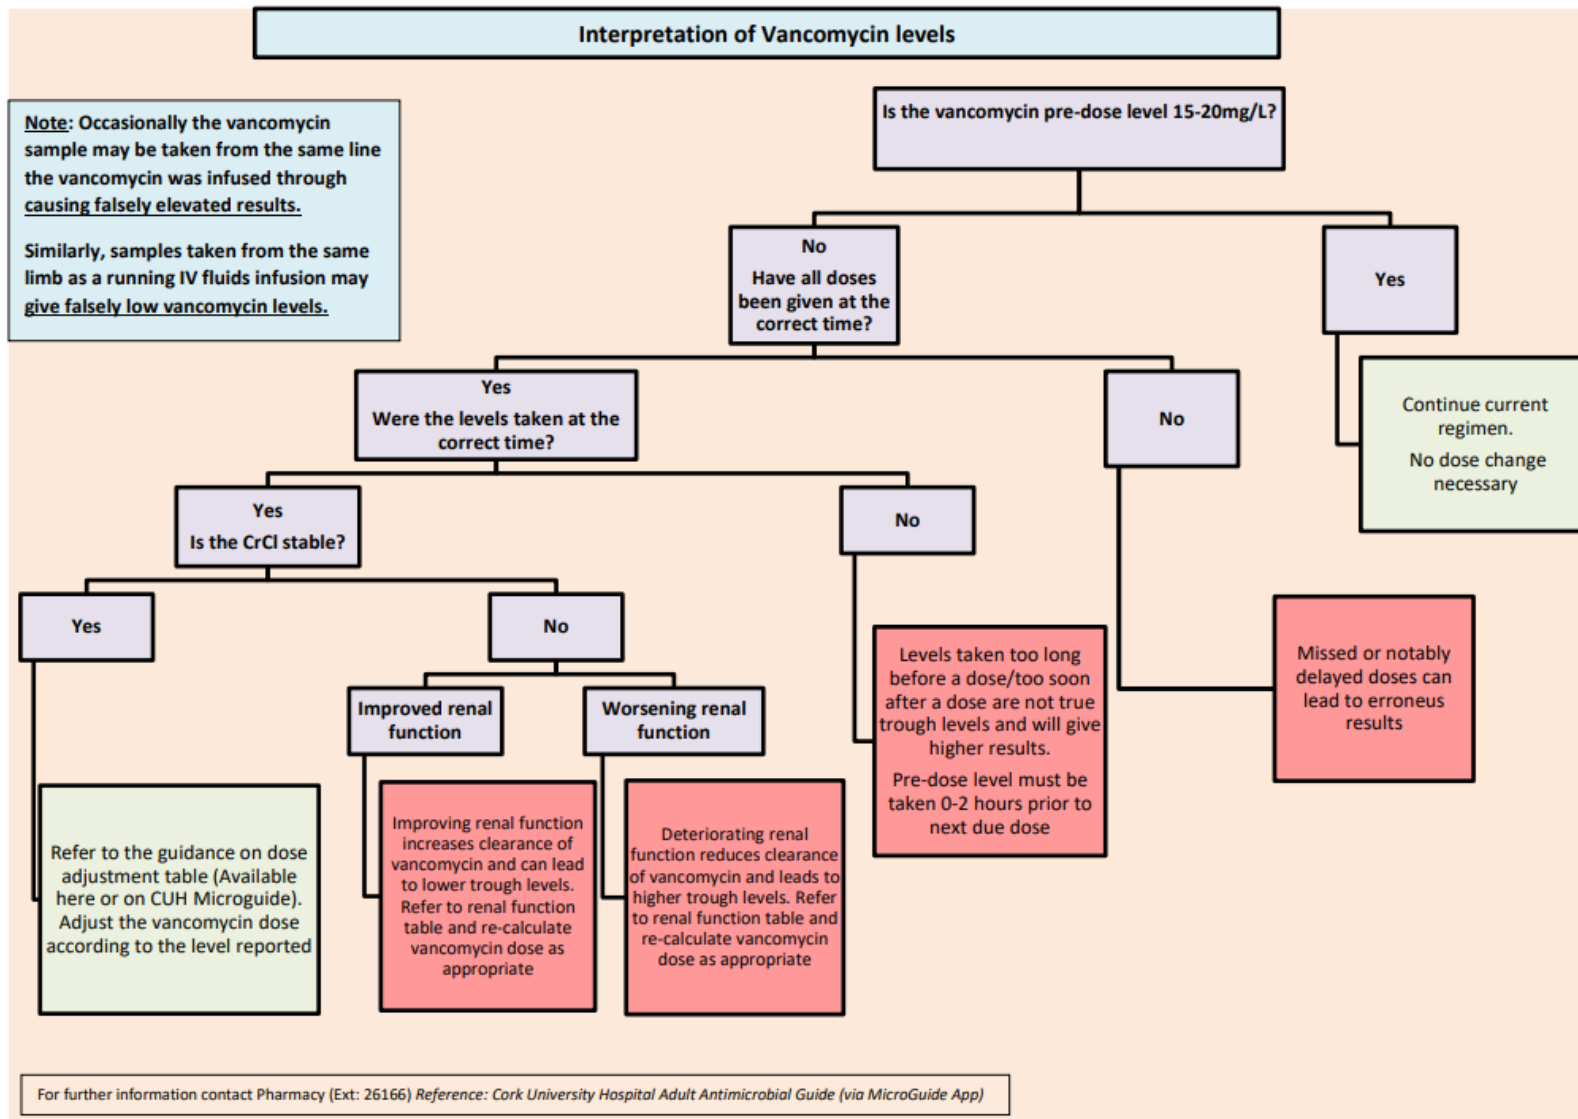 Interpretation of Vancomycin levels
Note: Occasionally the vancomycin
sample may be taken from the same line
the vancomycin was infused through
causing falsely elevated results.
Similarly, samples taken from the same
limb as a running IV fluids infusion may
give falsely low vancomycin levels.
Is the vancomycin pre-dose level 15-20mg/L?
No
Have all doses
been given at the
correct time?
Yes
Continue current
regimen.
No dose change
necessary
Yes
Were the levels taken at the
correct time?
No
Missed or notably
delayed doses can
lead to erroneus
results
Yes
Is the CrCl stable?
No
Levels taken too long
before a dose/too soon
after a dose are not true
trough levels and will give
higher results.
Pre-dose level must be
taken 0-2 hours prior to
next due dose
Yes
No
Improved renal
function
Worsening renal
function
Refer to the guidance on dose
adjustment table (Available
here or on CUH Microguide).
Adjust the vancomycin dose
according to the level reported
Improving renal function
increases clearance of
vancomycin and can lead
to lower trough levels.
Refer to renal function
table and re-calculate
vancomycin dose as
appropriate
Deteriorating renal
function reduces clearance
of vancomycin and leads to
higher trough levels. Refer
to renal function table and
re-calculate vancomycin
dose as appropriate
For further information contact Pharmacy (Ext: 26166) Reference: Cork University Hospital Adult Antimicrobial Guide (via MicroGuide App)